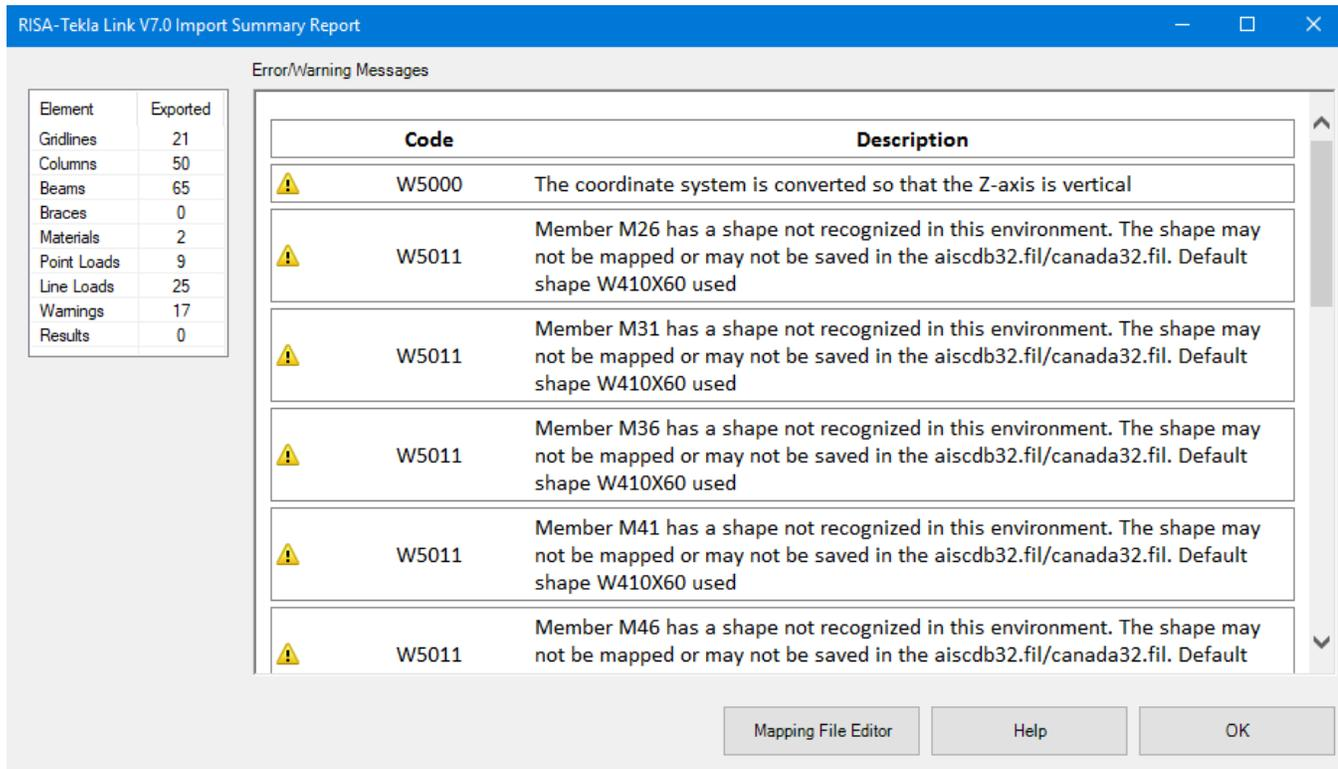 RISA-Tekla Link V7.0 Import Summary Report
Error/Warning Messages
Element Exported
Gridlines 21
Columns 50
Beams 65
Braces 0
Materials 2
Point Loads 9
Line Loads 25
Warnings 17
Results 0
Code Description
W5000 The coordinate system is converted so that the Z-axis is vertical
Member M26 has a shape not recognized in this environment. The shape may
W5011 not be mapped or may not be saved in the aiscdb32.fil/canada32.fil. Default
shape W410X60 used
Member M31 has a shape not recognized in this environment. The shape may
W5011 not be mapped or may not be saved in the aiscdb32.fil/canada32.fil. Default
shape W410X60 used
Member M36 has a shape not recognized in this environment. The shape may
W5011 not be mapped or may not be saved in the aiscdb32.fil/canada32.fil. Default
shape W410X60 used
Member M41 has a shape not recognized in this environment. The shape may
W5011 not be mapped or may not be saved in the aiscdb32.fil/canada32.fil. Default
shape W410X60 used
Member M46 has a shape not recognized in this environment. The shape may
W5011 not be mapped or may not be saved in the aiscdb32.fil/canada32.fil. Default
Mapping File Editor Help OK